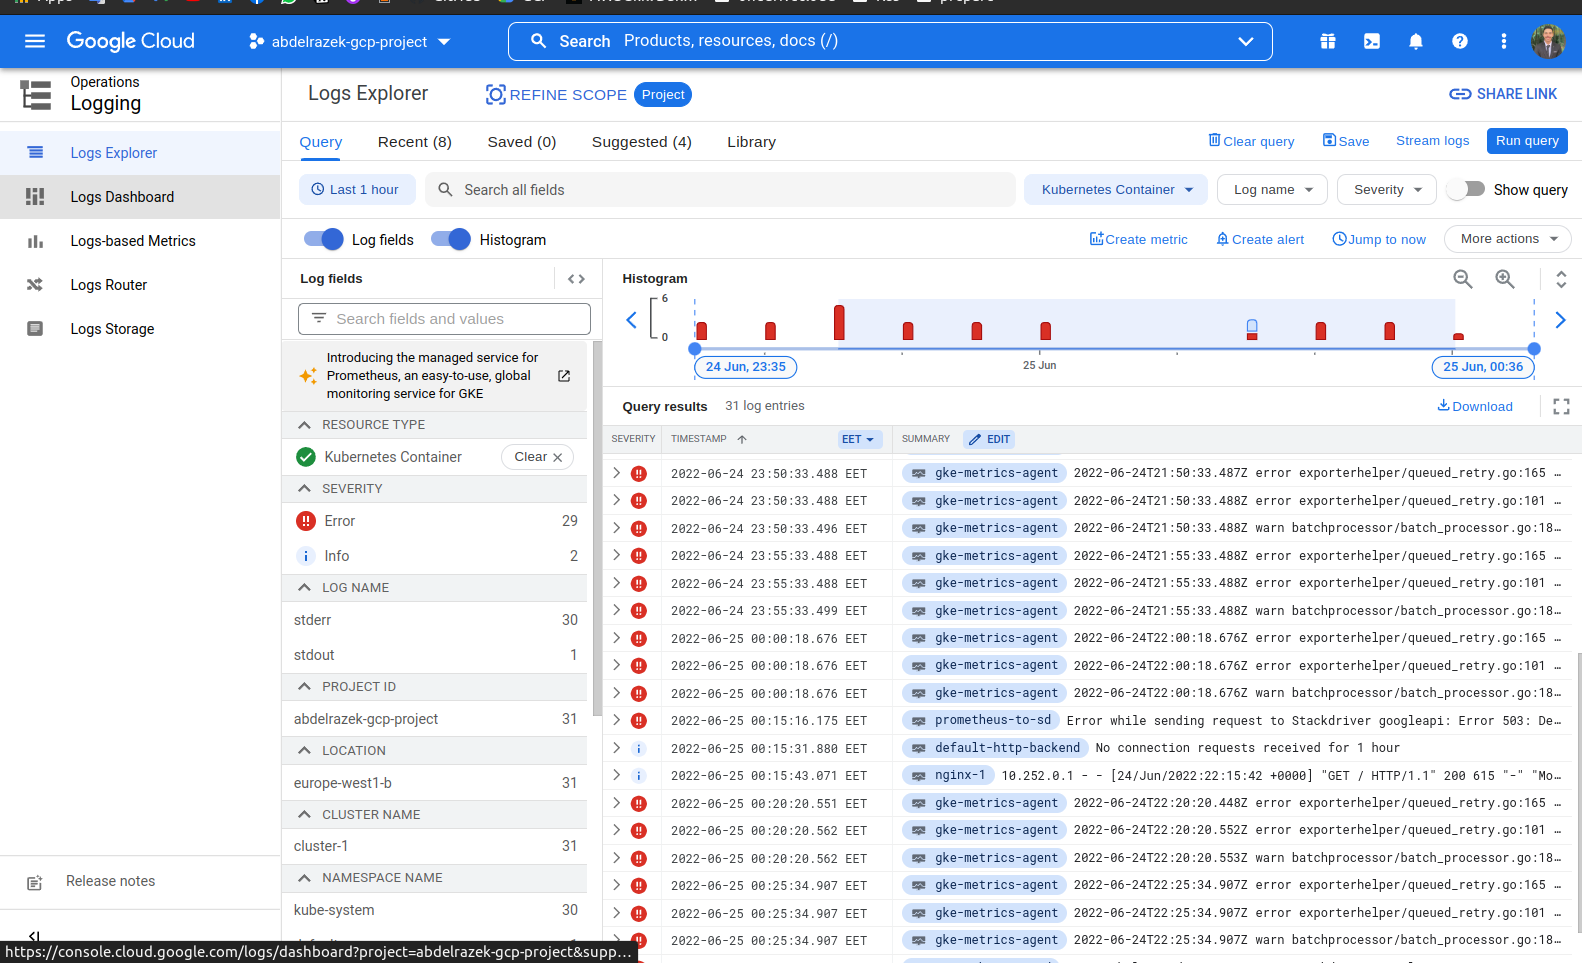 Google Cloud
abdelrazek-gcp-project
Search Products, resources, docs (/)
Operations
Logging
Logs Explorer
REFINE SCOPE
Project
SHARE LINK
Logs Explorer
Logs Dashboard
Logs-based Metrics
Logs Router
Logs Storage
Release notes
Query
Recent (8)
Saved (0)
Suggested (4)
Library
Clear query
Save
Stream logs
Run query
Last 1 hour
Search all fields
Kubernetes Container
Log name
Severity
Show query
Log fields
Histogram
Create metric
Create alert
Jump to now
More actions
Log fields
Search fields and values
Introducing the managed service for
Prometheus, an easy-to-use, global
monitoring service for GKE
RESOURCE TYPE
Kubernetes Container
Clear
SEVERITY
Error 29
Info 2
LOG NAME
stderr 30
stdout 1
PROJECT ID
abdelrazek-gcp-project 31
LOCATION
europe-west1-b 31
CLUSTER NAME
cluster-1 31
NAMESPACE NAME
kube-system 30
Histogram
6
0
24 Jun, 23:35
25 Jun
25 Jun, 00:36
Query results 31 log entries
Download
SEVERITY TIMESTAMP EET SUMMARY EDIT
2022-06-24 23:50:33.488 EET gke-metrics-agent 2022-06-24T21:50:33.487Z error exporterhelper/queued_retry.go:165 …
2022-06-24 23:50:33.488 EET gke-metrics-agent 2022-06-24T21:50:33.488Z error exporterhelper/queued_retry.go:101 …
2022-06-24 23:50:33.496 EET gke-metrics-agent 2022-06-24T21:50:33.488Z warn batchprocessor/batch_processor.go:18…
2022-06-24 23:55:33.488 EET gke-metrics-agent 2022-06-24T21:55:33.488Z error exporterhelper/queued_retry.go:165 …
2022-06-24 23:55:33.488 EET gke-metrics-agent 2022-06-24T21:55:33.488Z error exporterhelper/queued_retry.go:101 …
2022-06-24 23:55:33.499 EET gke-metrics-agent 2022-06-24T21:55:33.488Z warn batchprocessor/batch_processor.go:18…
2022-06-25 00:00:18.676 EET gke-metrics-agent 2022-06-24T22:00:18.676Z error exporterhelper/queued_retry.go:165 …
2022-06-25 00:00:18.676 EET gke-metrics-agent 2022-06-24T22:00:18.676Z error exporterhelper/queued_retry.go:101 …
2022-06-25 00:00:18.676 EET gke-metrics-agent 2022-06-24T22:00:18.676Z warn batchprocessor/batch_processor.go:18…
2022-06-25 00:15:16.175 EET prometheus-to-sd Error while sending request to Stackdriver googleapi: Error 503: De…
2022-06-25 00:15:31.880 EET default-http-backend No connection requests received for 1 hour
2022-06-25 00:15:43.071 EET nginx-1 10.252.0.1 - - [24/Jun/2022:22:15:42 +0000] "GET / HTTP/1.1" 200 615 "-" "Mo…
2022-06-25 00:20:20.551 EET gke-metrics-agent 2022-06-24T22:20:20.448Z error exporterhelper/queued_retry.go:165 …
2022-06-25 00:20:20.562 EET gke-metrics-agent 2022-06-24T22:20:20.552Z error exporterhelper/queued_retry.go:101 …
2022-06-25 00:20:20.562 EET gke-metrics-agent 2022-06-24T22:20:20.553Z warn batchprocessor/batch_processor.go:18…
2022-06-25 00:25:34.907 EET gke-metrics-agent 2022-06-24T22:25:34.907Z error exporterhelper/queued_retry.go:165 …
2022-06-25 00:25:34.907 EET gke-metrics-agent 2022-06-24T22:25:34.907Z error exporterhelper/queued_retry.go:101 …
2022-06-25 00:25:34.907 EET gke-metrics-agent 2022-06-24T22:25:34.907Z warn batchprocessor/batch_processor.go:18…
https://console.cloud.google.com/logs/dashboard?project=abdelrazek-gcp-project&supp…